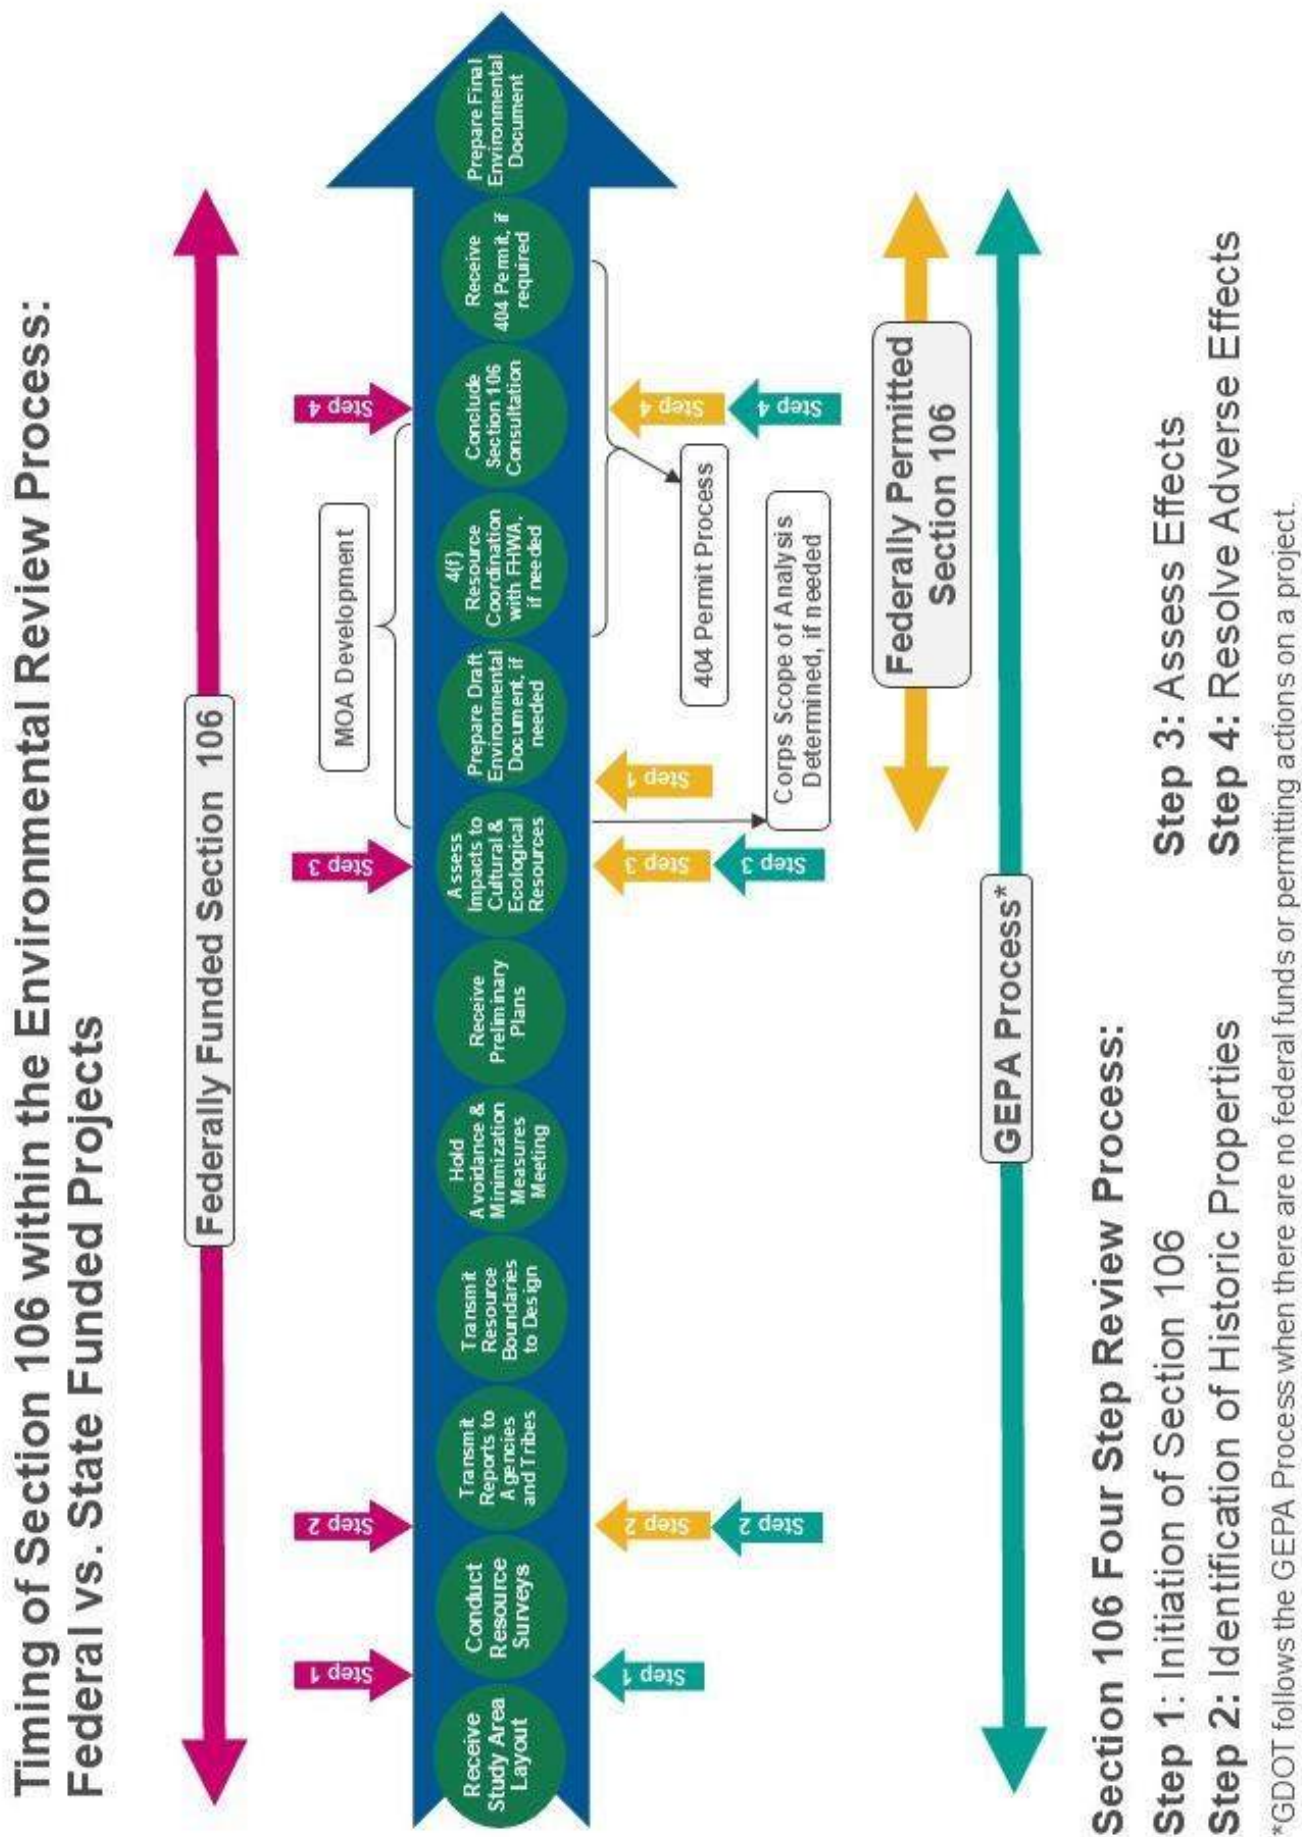 Timing of Section 106 within the Environmental Review Process:
Federal vs. State Funded Projects
Federally Funded Section 106
MOA Development
Step 1
Step 2
Step 3
Step 4
Receive
Study Area
Layout
Conduct
Resource
Surveys
Transmit
Reports to
Agencies
and Tribes
Transmit
Resource
Boundaries
to Design
Hold
Avoidance &
Minimization
Measures
Meeting
Receive
Preliminary
Plans
Assess
Impacts to
Cultural &
Ecological
Resources
Prepare Draft
Environmental
Document, if
needed
4(f)
Resource
Coordination
with FHWA,
if needed
Conclude
Section 106
Consultation
Receive
404 Permit, if
required
Prepare Final
Environmental
Document
Step 2
Step 3
Step 1
Step 4
Step 1
Step 2
Step 3
Step 4
404 Permit Process
Corps Scope of Analysis
Determined, if needed
Federally Permitted
Section 106
GEPA Process*
Section 106 Four Step Review Process:
Step 1: Initiation of Section 106
Step 2: Identification of Historic Properties
Step 3: Assess Effects
Step 4: Resolve Adverse Effects
*GDOT follows the GEPA Process when there are no federal funds or permitting actions on a project.